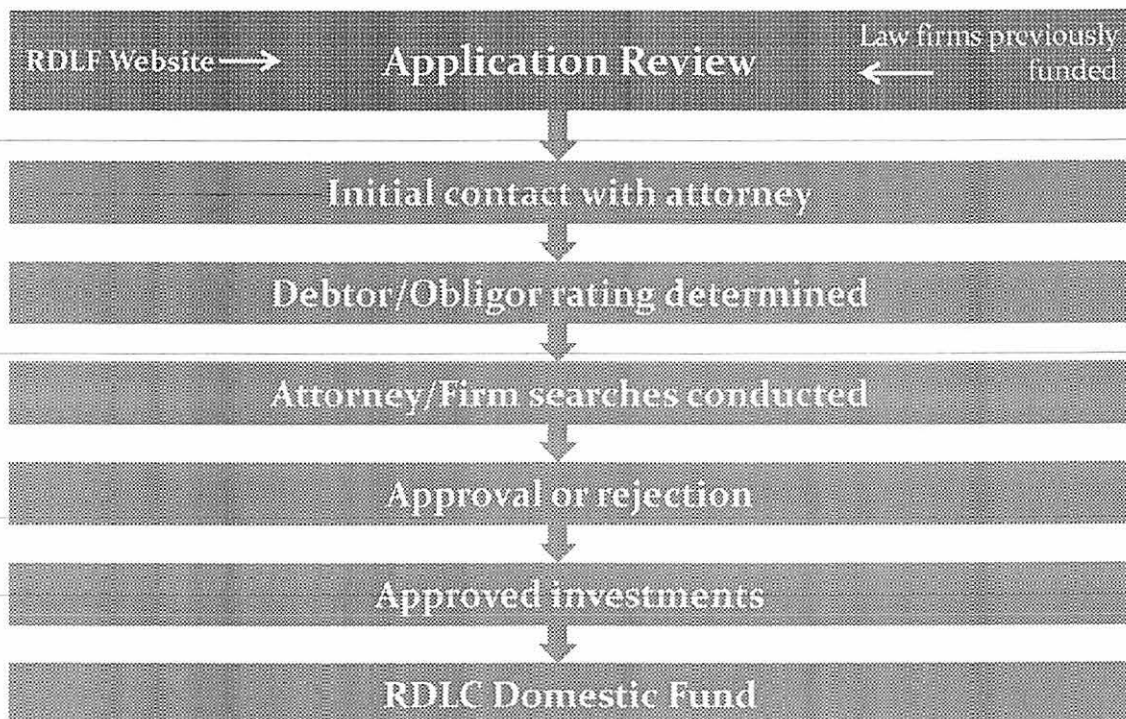 RDLF Website
Application Review
Law firms previously
funded
Initial contact with attorney
Debtor/Obligor rating determined
Attorney/Firm searches conducted
Approval or rejection
Approved investments
RDLC Domestic Fund